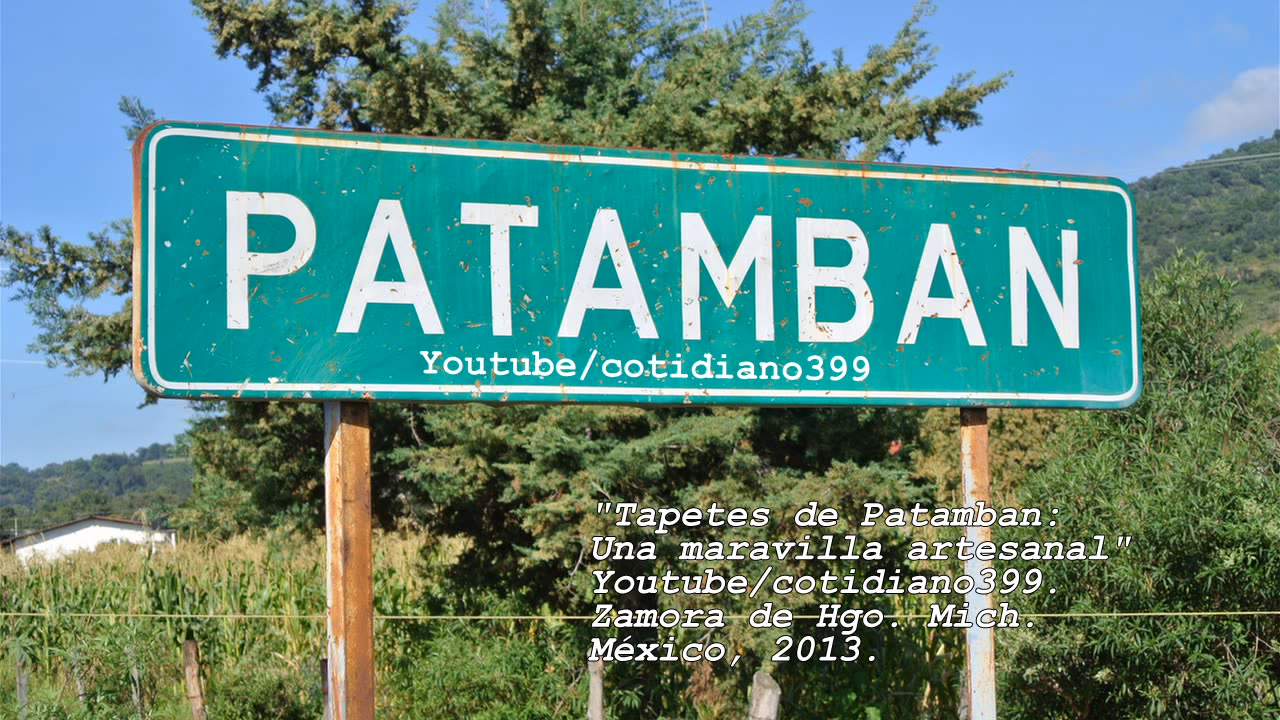 PATAMBAN
Youtube/cotidiano399
"Tapetes de Patamban:
Una maravilla artesanal"
Youtube/cotidiano399.
Zamora de Hgo. Mich.
México, 2013.